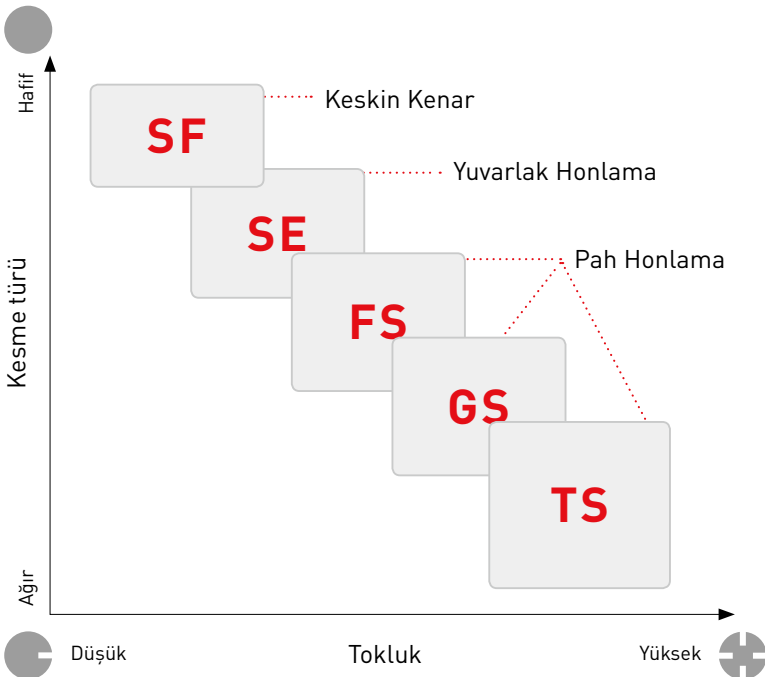 Hafif
SF
Keskin Kenar
Yuvarlak Honlama
SE
Pah Honlama
Kesme türü
FS
GS
TS
Ağır
Düşük
Tokluk
Yüksek